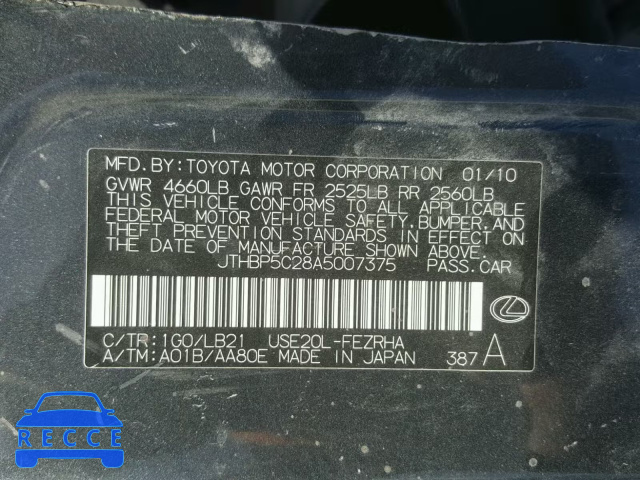 MFD. BY: TOYOTA MOTOR CORPORATION 01/10
GVWR 4660LB GAWR FR 2525LB RR 2560LB
THIS VEHICLE CONFORMS TO ALL APPLICABLE
FEDERAL MOTOR VEHICLE SAFETY, BUMPER, AND
THEFT PREVENTION STANDARDS IN EFFECT ON
THE DATE OF MANUFACTURE SHOWN ABOVE.
JTHBP5C28A5007375 PASS. CAR
C/TR: 1G0/LB21 USE20L-FEZRHA
A/TM: A01B/AA80E MADE IN JAPAN 387 A
BIDFAX